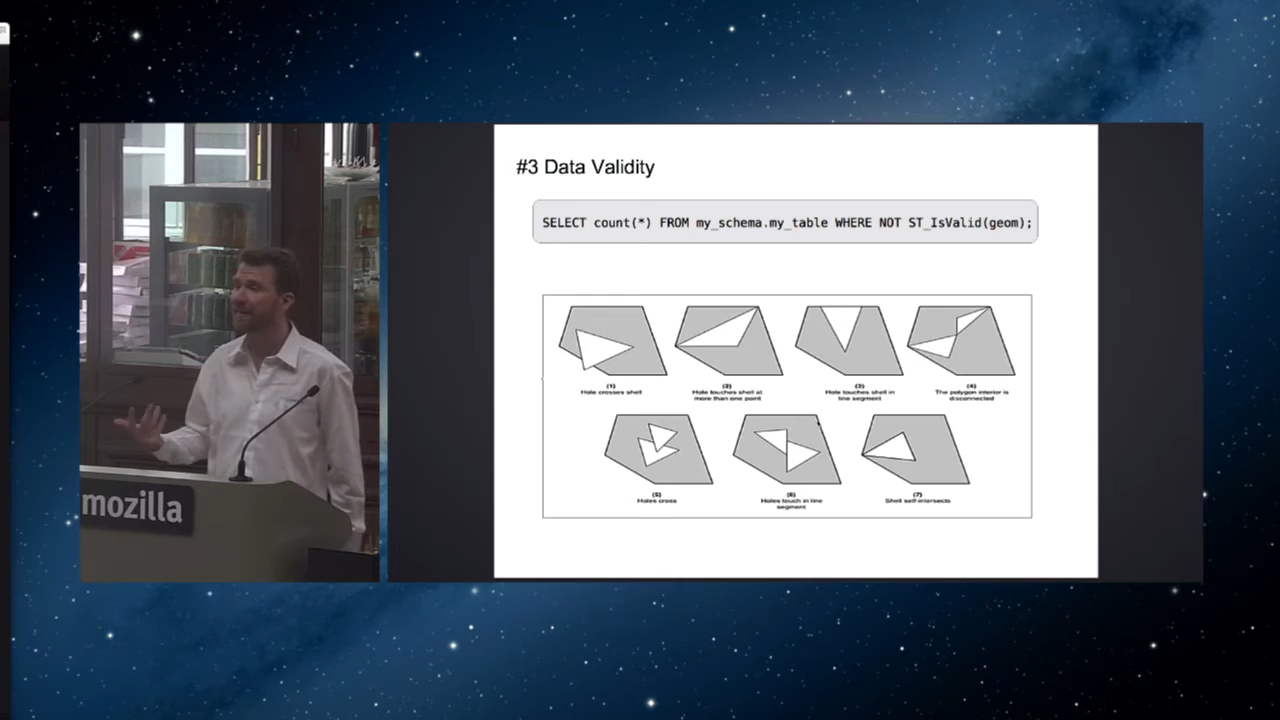 #3 Data Validity
SELECT count(*) FROM my_schema.my_table WHERE NOT ST_IsValid(geom);
(1)
Hole crosses shell
(2)
Hole touches shell at
more than one point
(3)
Hole touches shell in
line segment
(4)
The polygon interior is
disconnected
(5)
Holes cross
(6)
Holes touch in line
segment
(7)
Shell self-intersects
mozilla